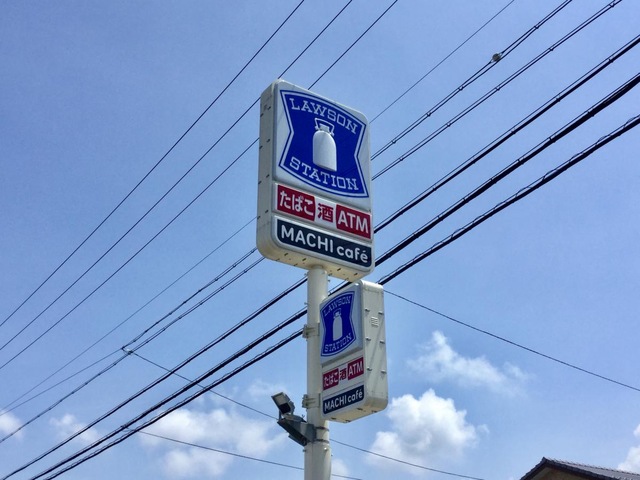 LAWSON
STATION
たばこ 酒 ATM
MACHI café
LAWSON
STATION
たばこ 酒 ATM
MACHI café